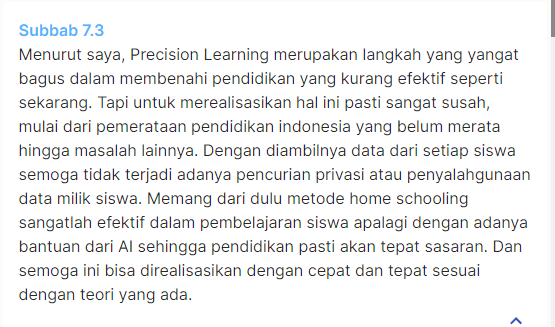 Subbab 7.3
Menurut saya, Precision Learning merupakan langkah yang yangat
bagus dalam membenahi pendidikan yang kurang efektif seperti
sekarang. Tapi untuk merealisasikan hal ini pasti sangat susah,
mulai dari pemerataan pendidikan indonesia yang belum merata
hingga masalah lainnya. Dengan diambilnya data dari setiap siswa
semoga tidak terjadi adanya pencurian privasi atau penyalahgunaan
data milik siswa. Memang dari dulu metode home schooling
sangatlah efektif dalam pembelajaran siswa apalagi dengan adanya
bantuan dari AI sehingga pendidikan pasti akan tepat sasaran. Dan
semoga ini bisa direalisasikan dengan cepat dan tepat sesuai
dengan teori yang ada.